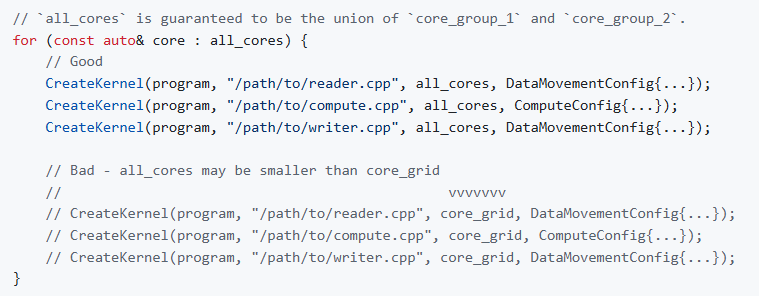 // `all_cores` is guaranteed to be the union of `core_group_1` and `core_group_2`.
for (const auto& core : all_cores) {
    // Good
    CreateKernel(program, "/path/to/reader.cpp", all_cores, DataMovementConfig{...});
    CreateKernel(program, "/path/to/compute.cpp", all_cores, ComputeConfig{...});
    CreateKernel(program, "/path/to/writer.cpp", all_cores, DataMovementConfig{...});

    // Bad - all_cores may be smaller than core_grid
    //                                                vvvvvvv
    // CreateKernel(program, "/path/to/reader.cpp", core_grid, DataMovementConfig{...});
    // CreateKernel(program, "/path/to/compute.cpp", core_grid, ComputeConfig{...});
    // CreateKernel(program, "/path/to/writer.cpp", core_grid, DataMovementConfig{...});
}